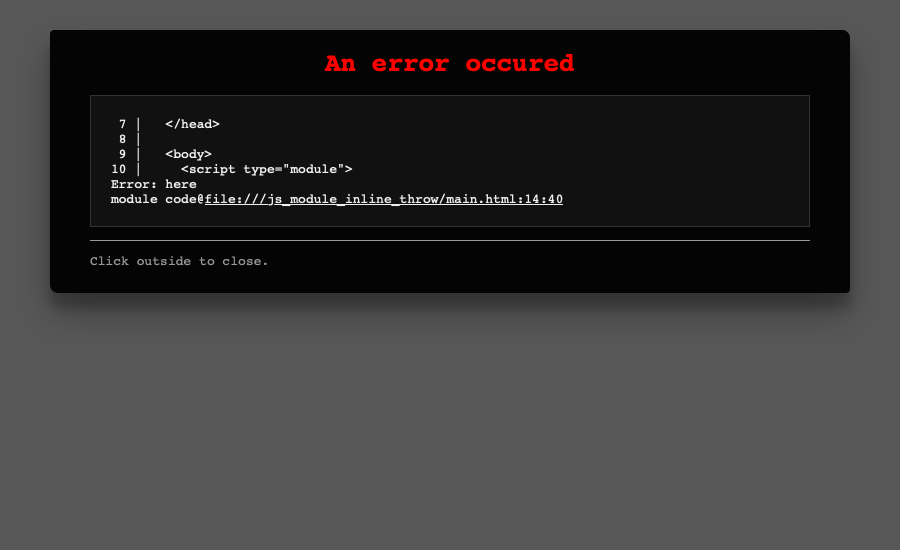 An error occured
 7 |   </head>
 8 |
 9 |   <body>
10 |     <script type="module">
Error: here
module code@file:///js_module_inline_throw/main.html:14:40
Click outside to close.